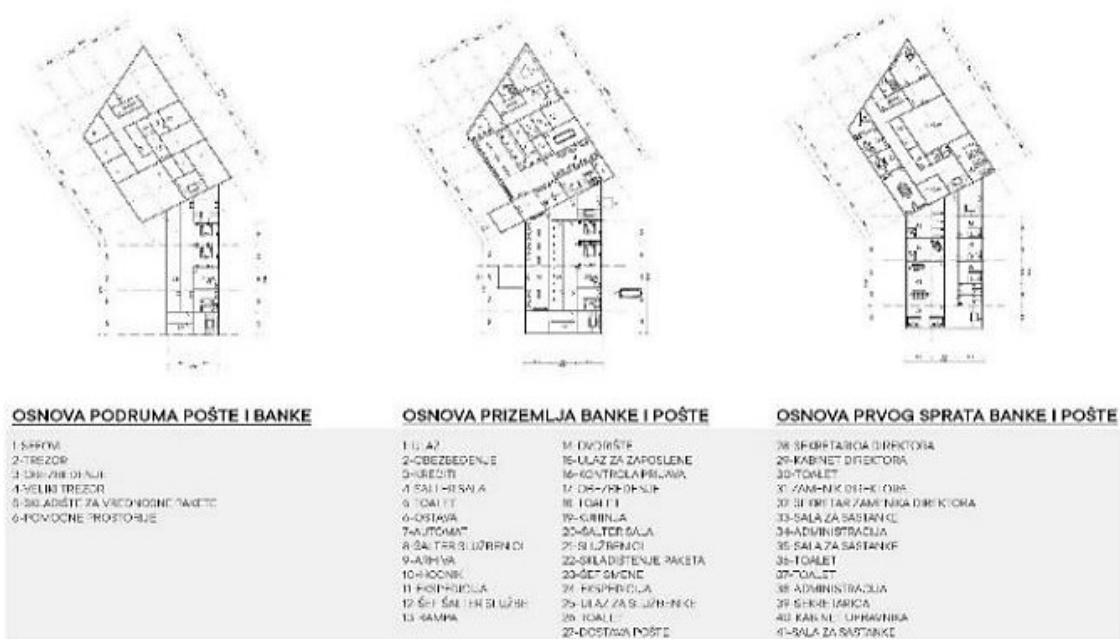 OSNOVA PODRUMA POŠTE I BANKE
1-SEFOVI
2-TREZOR
3-OBEZBEĐENJE
4-VELIKI TREZOR
5-SKLADIŠTE ZA VREDNOSNE PAKETE
6-POMOĆNE PROSTORIJE
OSNOVA PRIZEMLJA BANKE I POŠTE
1-ULAZ
2-OBEZBEĐENJE
3-KREDITI
4-ŠALTER SALA
5-TOALET
6-OSTAVA
7-AUTOMAT
8-ŠALTER SLUŽBENICI
9-ARHIVA
10-HODNIK
11-EKSPEDICIJA
12-ŠEF ŠALTER SLUŽBE
13-RAMPA
14-DVORIŠTE
15-ULAZ ZA ZAPOSLENE
16-KONTROLA PRIJAVA
17-OBEZBEĐENJE
18-TOALET
19-KUHINJA
20-ŠALTER SALA
21-SLUŽBENICI
22-SKLADIŠTENJE PAKETA
23-ŠEF SMENE
24-EKSPEDICIJA
25-ULAZ ZA SLUŽBENIKE
26-TOALET
27-DOSTAVA POŠTE
OSNOVA PRVOG SPRATA BANKE I POŠTE
28-SEKRETARICA DIREKTORA
29-KABINET DIREKTORA
30-TOALET
31-ZAMENIK DIREKTORA
32-SEKRETAR ZAMENIKA DIREKTORA
33-SALA ZA SASTANKE
34-ADMINISTRACIJA
35-SALA ZA SASTANKE
36-TOALET
37-TOALET
38-ADMINISTRACIJA
39-SEKRETARICA
40-KABINET UPRAVNIKA
41-SALA ZA SASTANKE